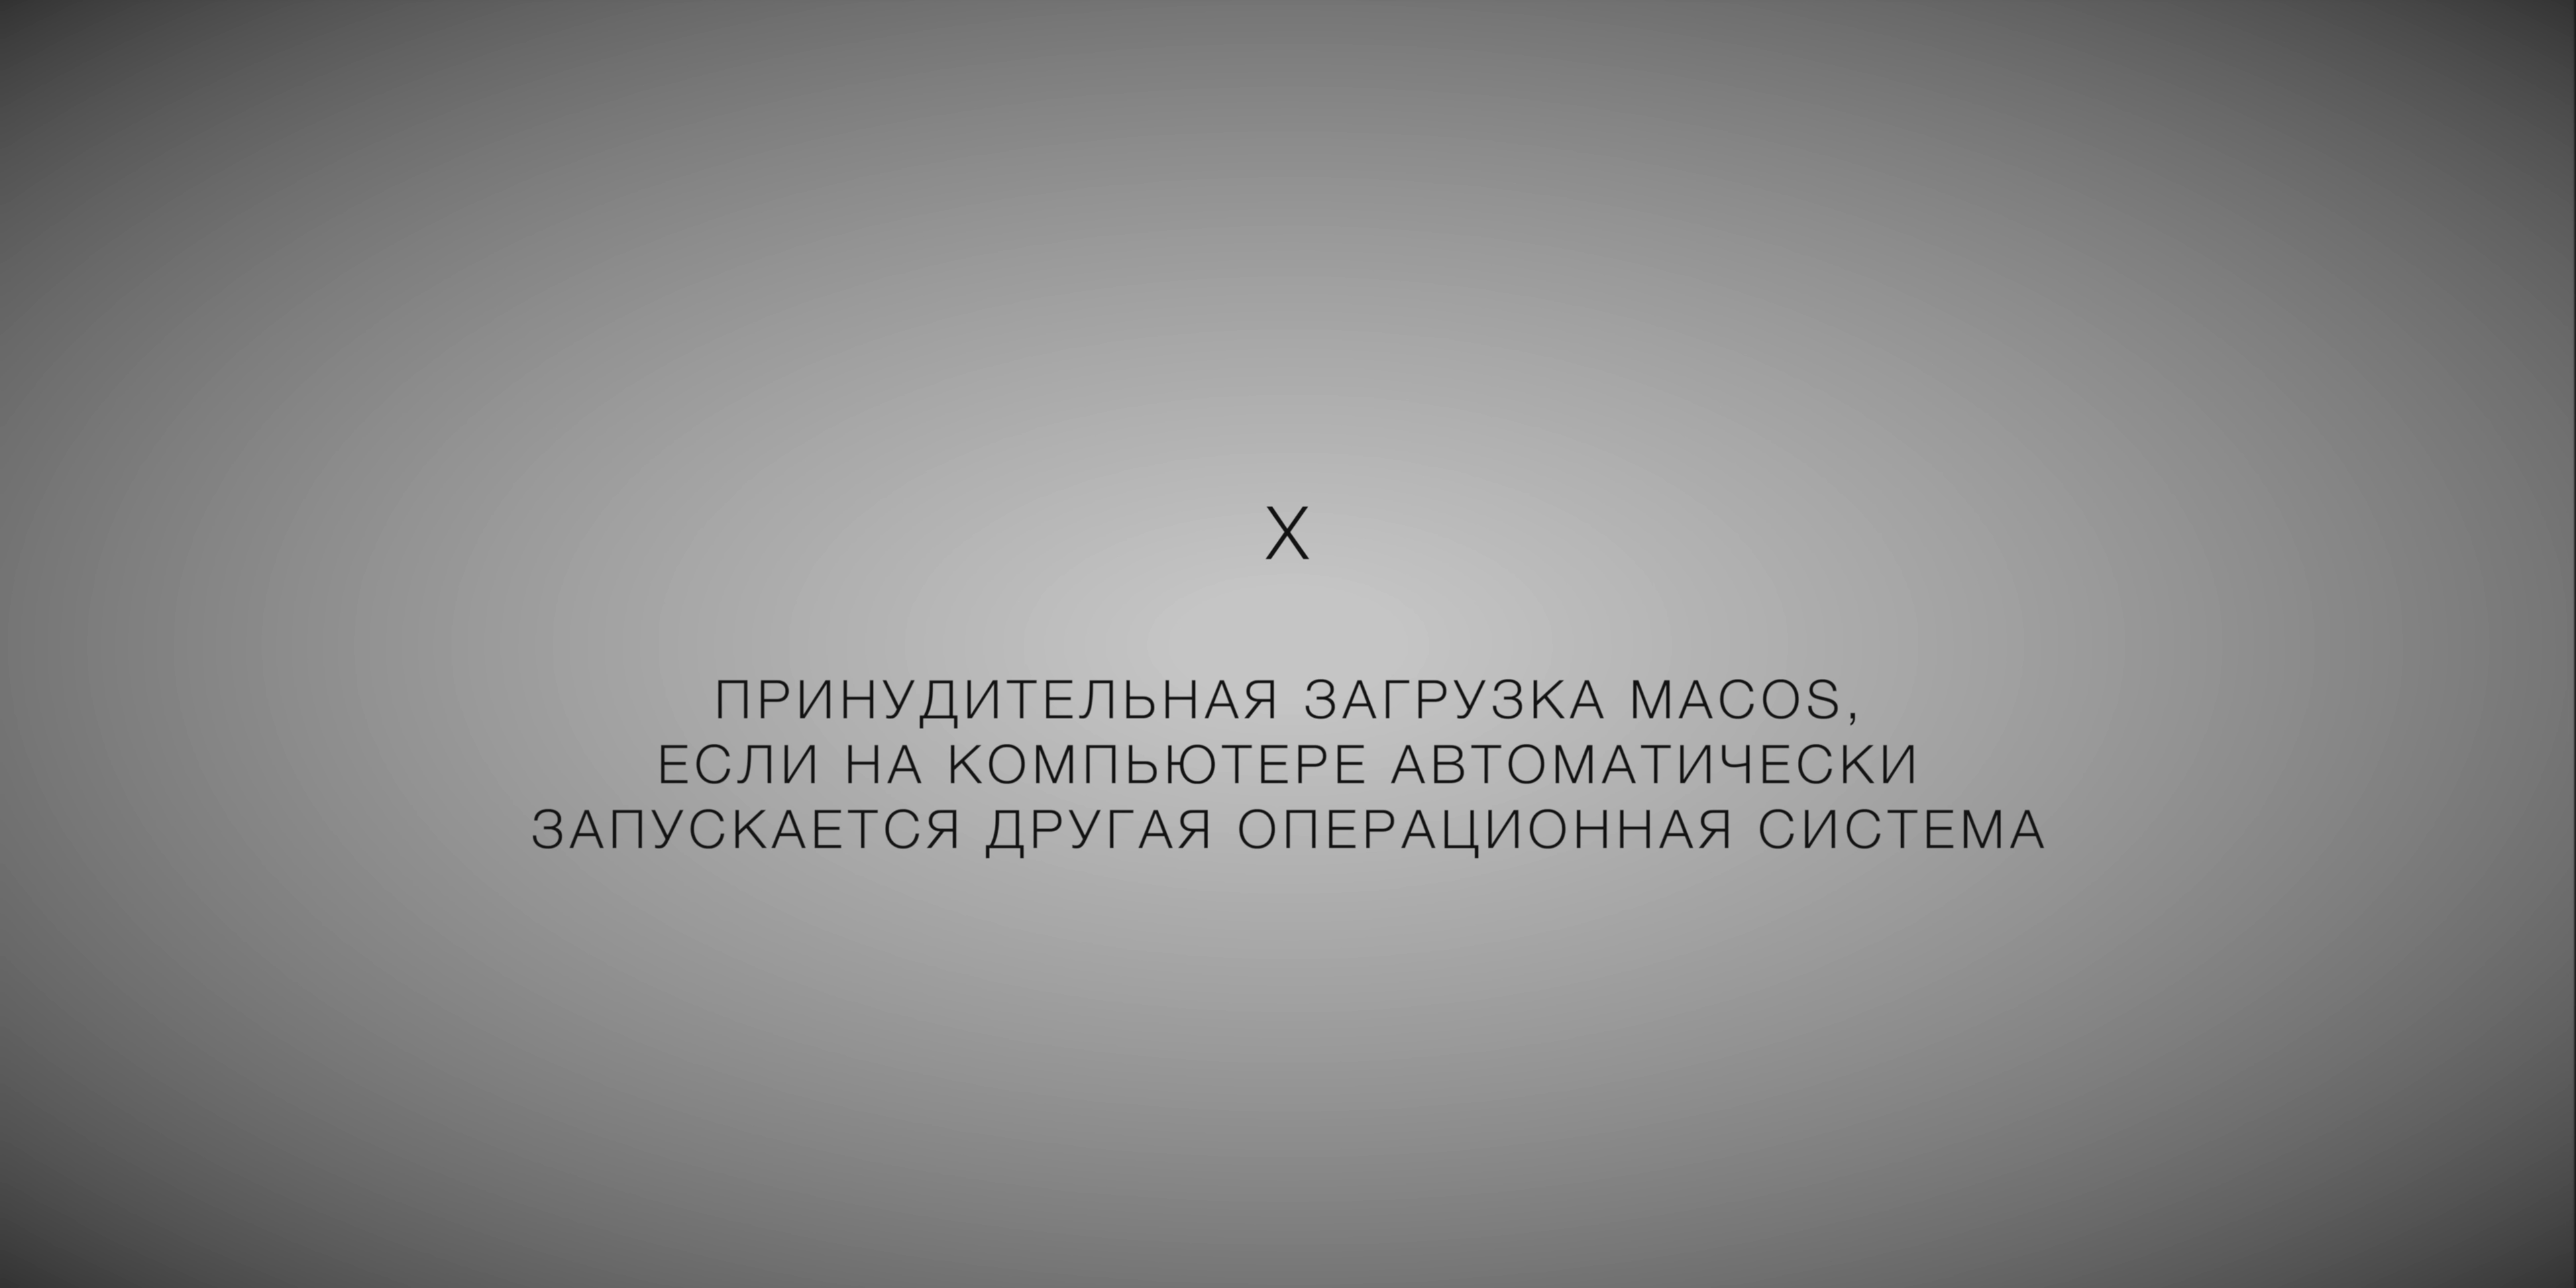 X
ПРИНУДИТЕЛЬНАЯ ЗАГРУЗКА MACOS,
ЕСЛИ НА КОМПЬЮТЕРЕ АВТОМАТИЧЕСКИ
ЗАПУСКАЕТСЯ ДРУГАЯ ОПЕРАЦИОННАЯ СИСТЕМА